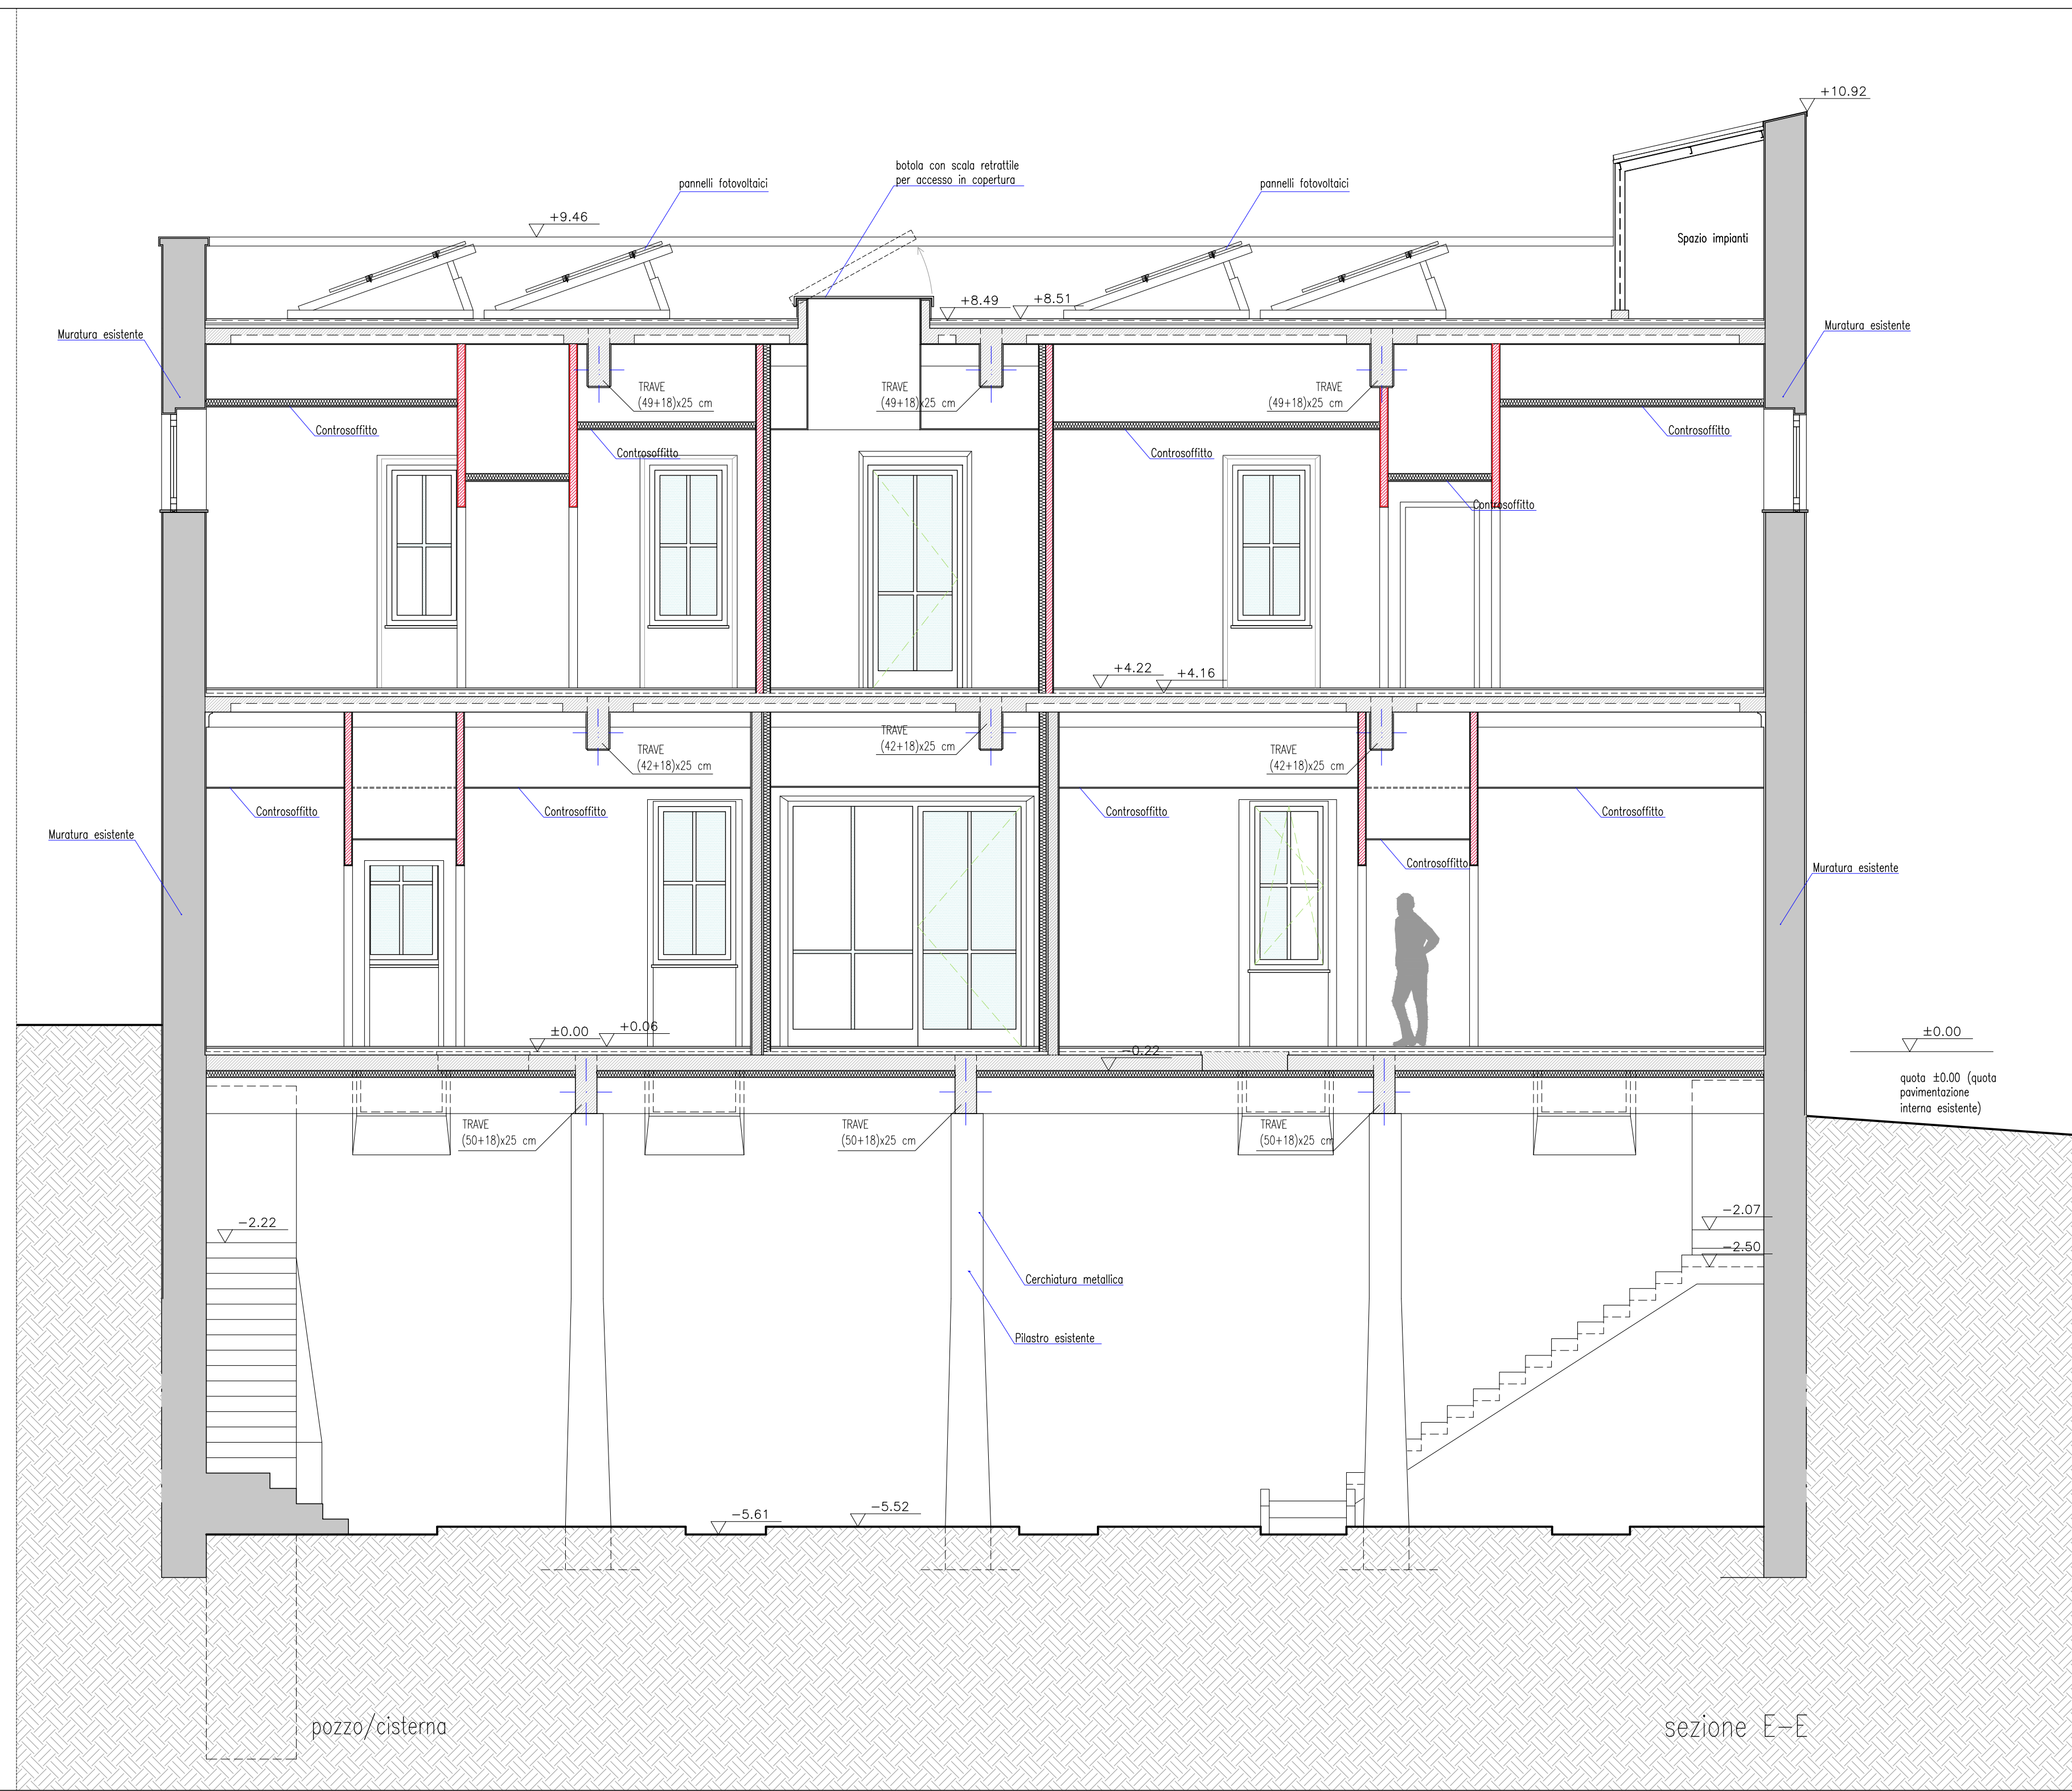 +10.92
botola con scala retrattile
per accesso in copertura
pannelli fotovoltaici
pannelli fotovoltaici
+9.46
Spazio impianti
+8.49
+8.51
Muratura esistente
Muratura esistente
TRAVE
(49+18)x25 cm
TRAVE
(49+18)x25 cm
TRAVE
(49+18)x25 cm
Controsoffitto
Controsoffitto
Controsoffitto
Controsoffitto
Controsoffitto
+4.22
+4.16
TRAVE
(42+18)x25 cm
TRAVE
(42+18)x25 cm
TRAVE
(42+18)x25 cm
Controsoffitto
Controsoffitto
Controsoffitto
Controsoffitto
Muratura esistente
Controsoffitto
Muratura esistente
±0.00
+0.06
-0.22
±0.00
quota ±0.00 (quota
pavimentazione
interna esistente)
TRAVE
(50+18)x25 cm
TRAVE
(50+18)x25 cm
TRAVE
(50+18)x25 cm
-2.22
-2.07
-2.50
Cerchiatura metallica
Pilastro esistente
-5.61
-5.52
pozzo/cisterna
sezione E-E